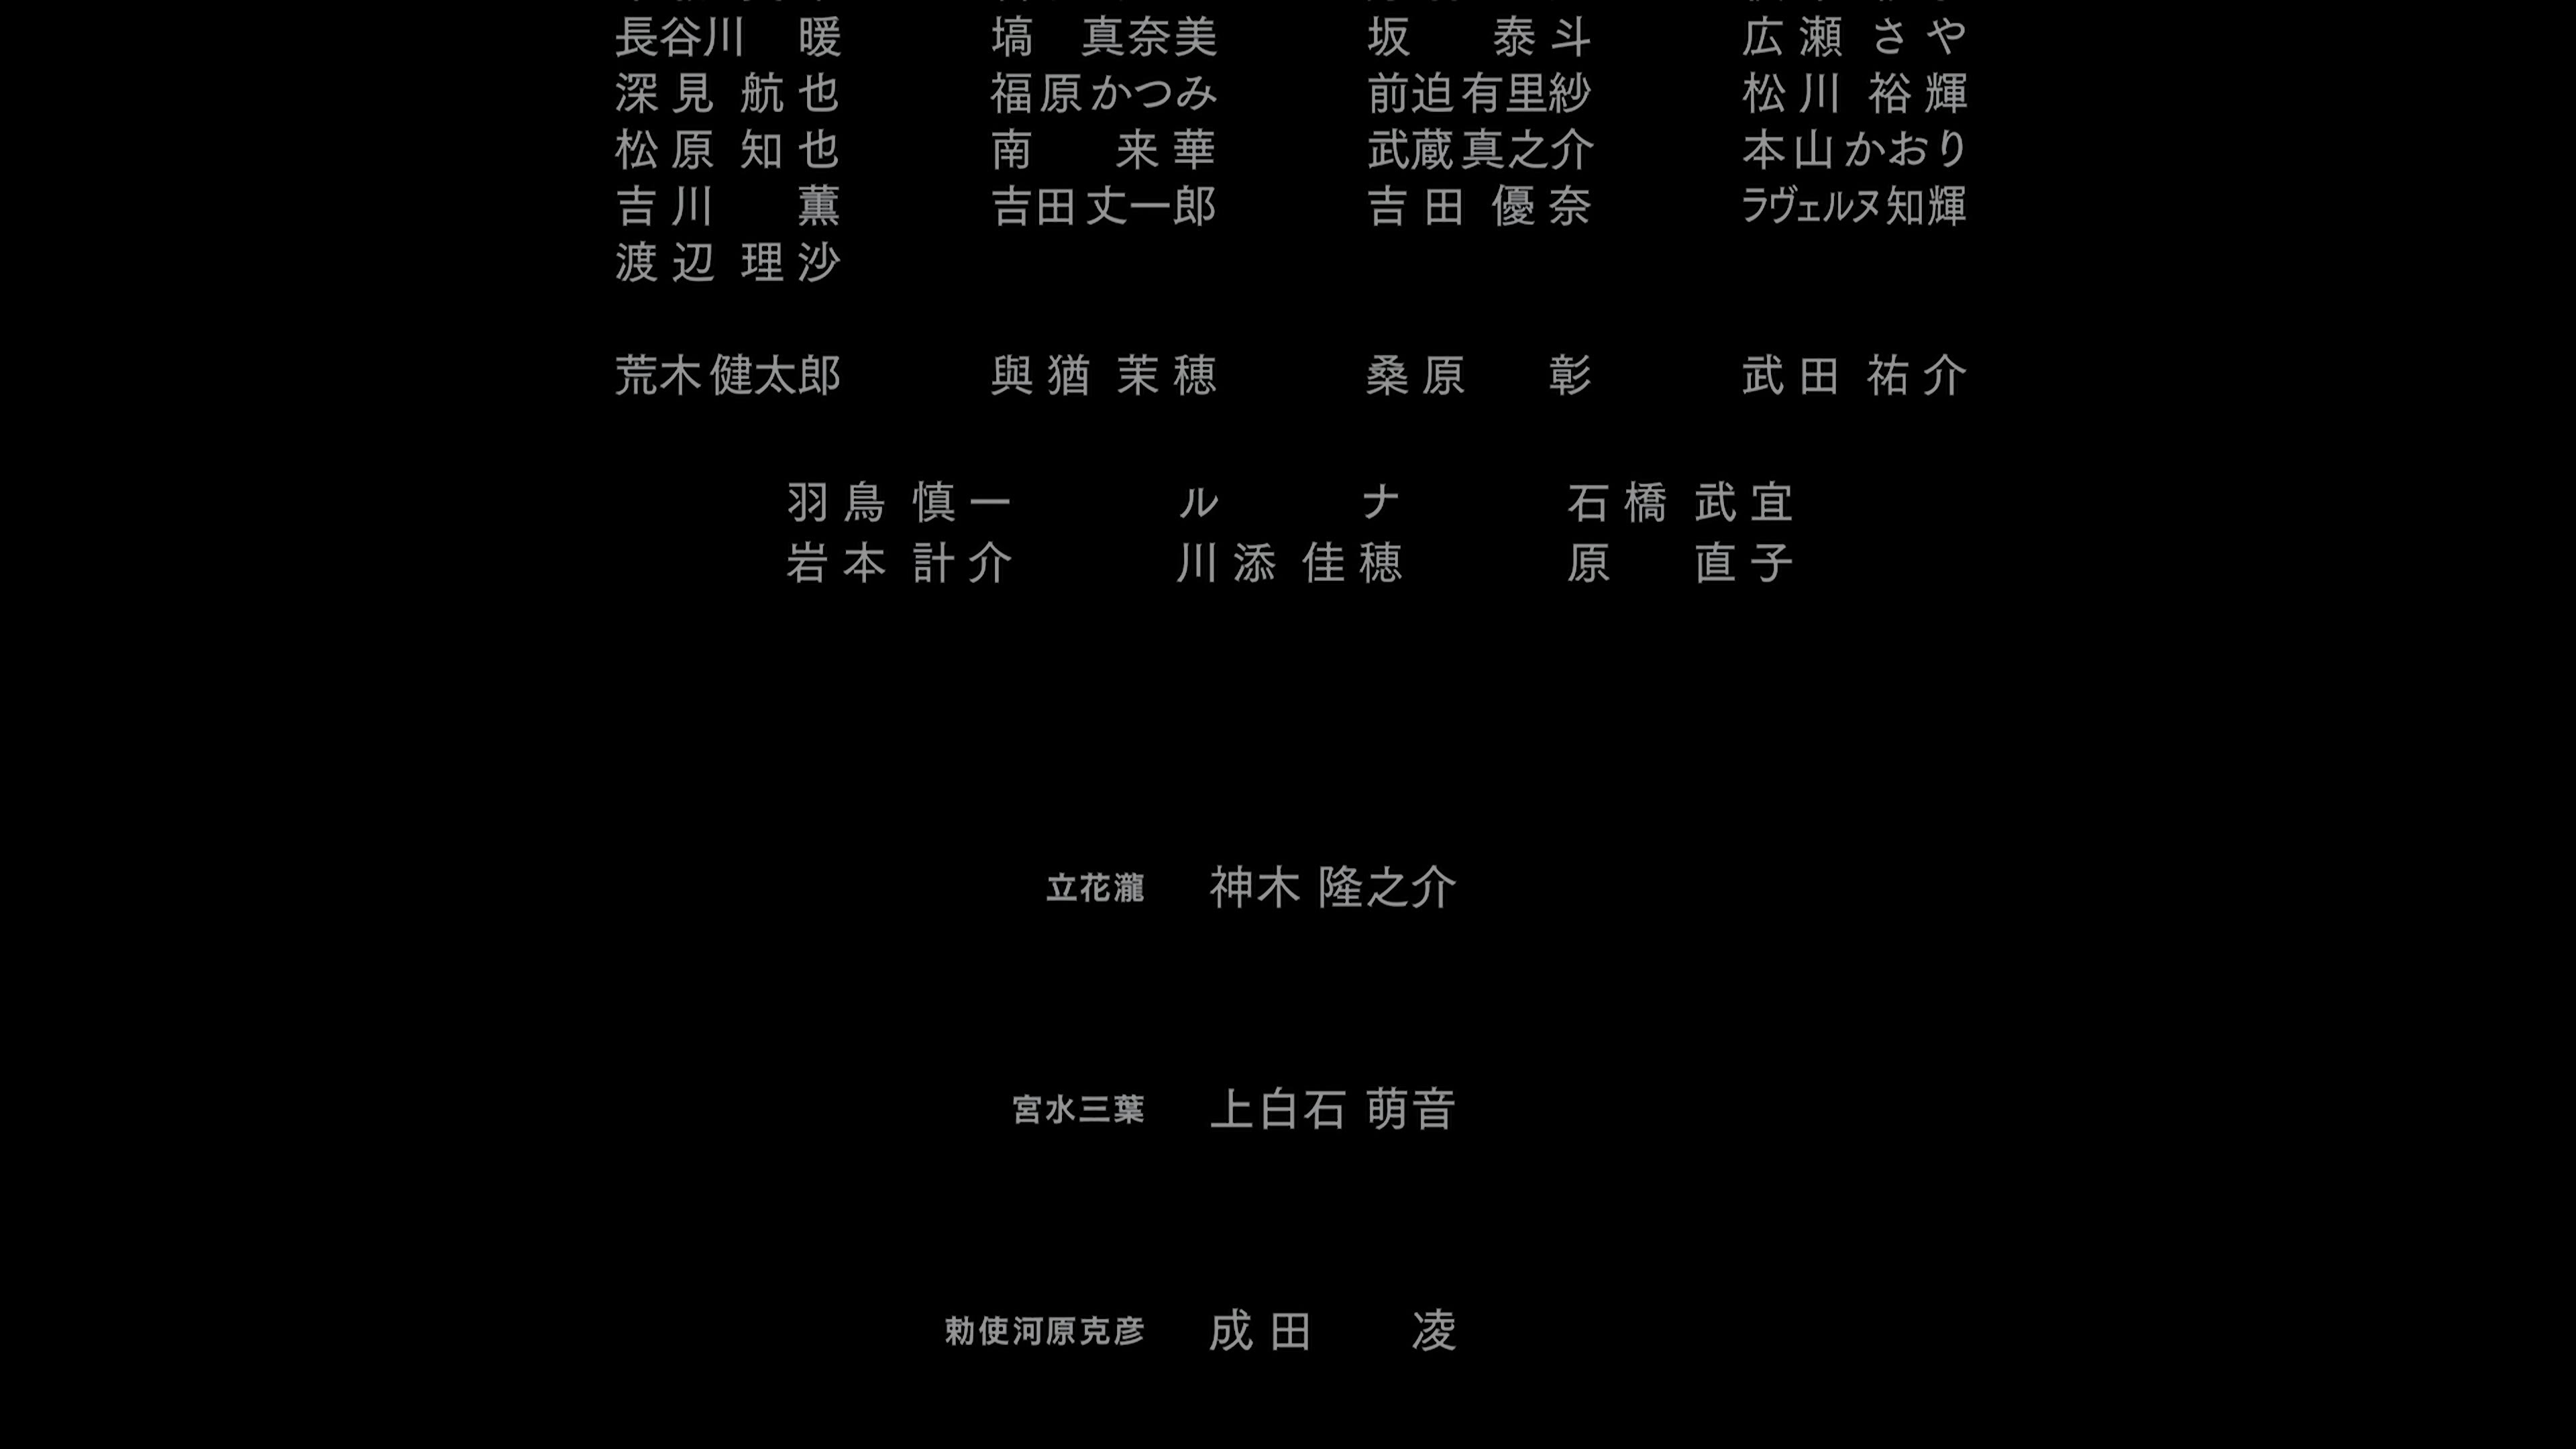 長谷川 暖 塙 真奈美 坂 泰斗 広瀬 さや
深見 航也 福原かつみ 前迫有里紗 松川 裕輝
松原 知也 南 来華 武蔵真之介 本山かおり
吉川 薫 吉田丈一郎 吉田 優奈 ラヴェルヌ知輝
渡辺 理沙
荒木健太郎 與猶 茉穂 桑原 彰 武田 祐介
羽鳥 慎一 ルナ 石橋 武宜
岩本 計介 川添 佳穂 原 直子
立花瀧 神木 隆之介
宮水三葉 上白石 萌音
勅使河原克彦 成田 凌